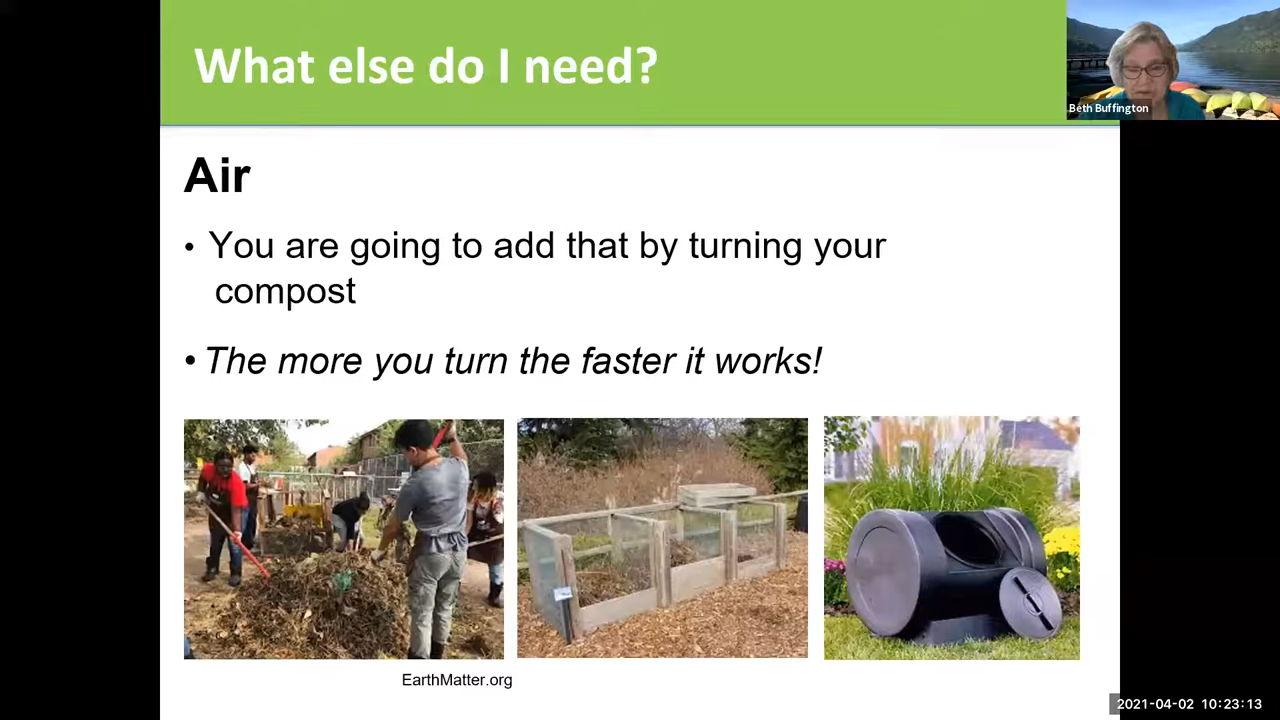 What else do I need?
Beth Buffington
Air
• You are going to add that by turning your
compost
• The more you turn the faster it works!
EarthMatter.org
2021-04-02 10:23:13